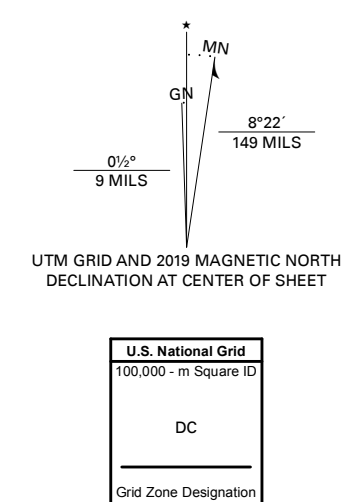 ★
MN
GN
8°22´
149 MILS
0½°
9 MILS
UTM GRID AND 2019 MAGNETIC NORTH
DECLINATION AT CENTER OF SHEET
U.S. National Grid
100,000 - m Square ID
DC
Grid Zone Designation